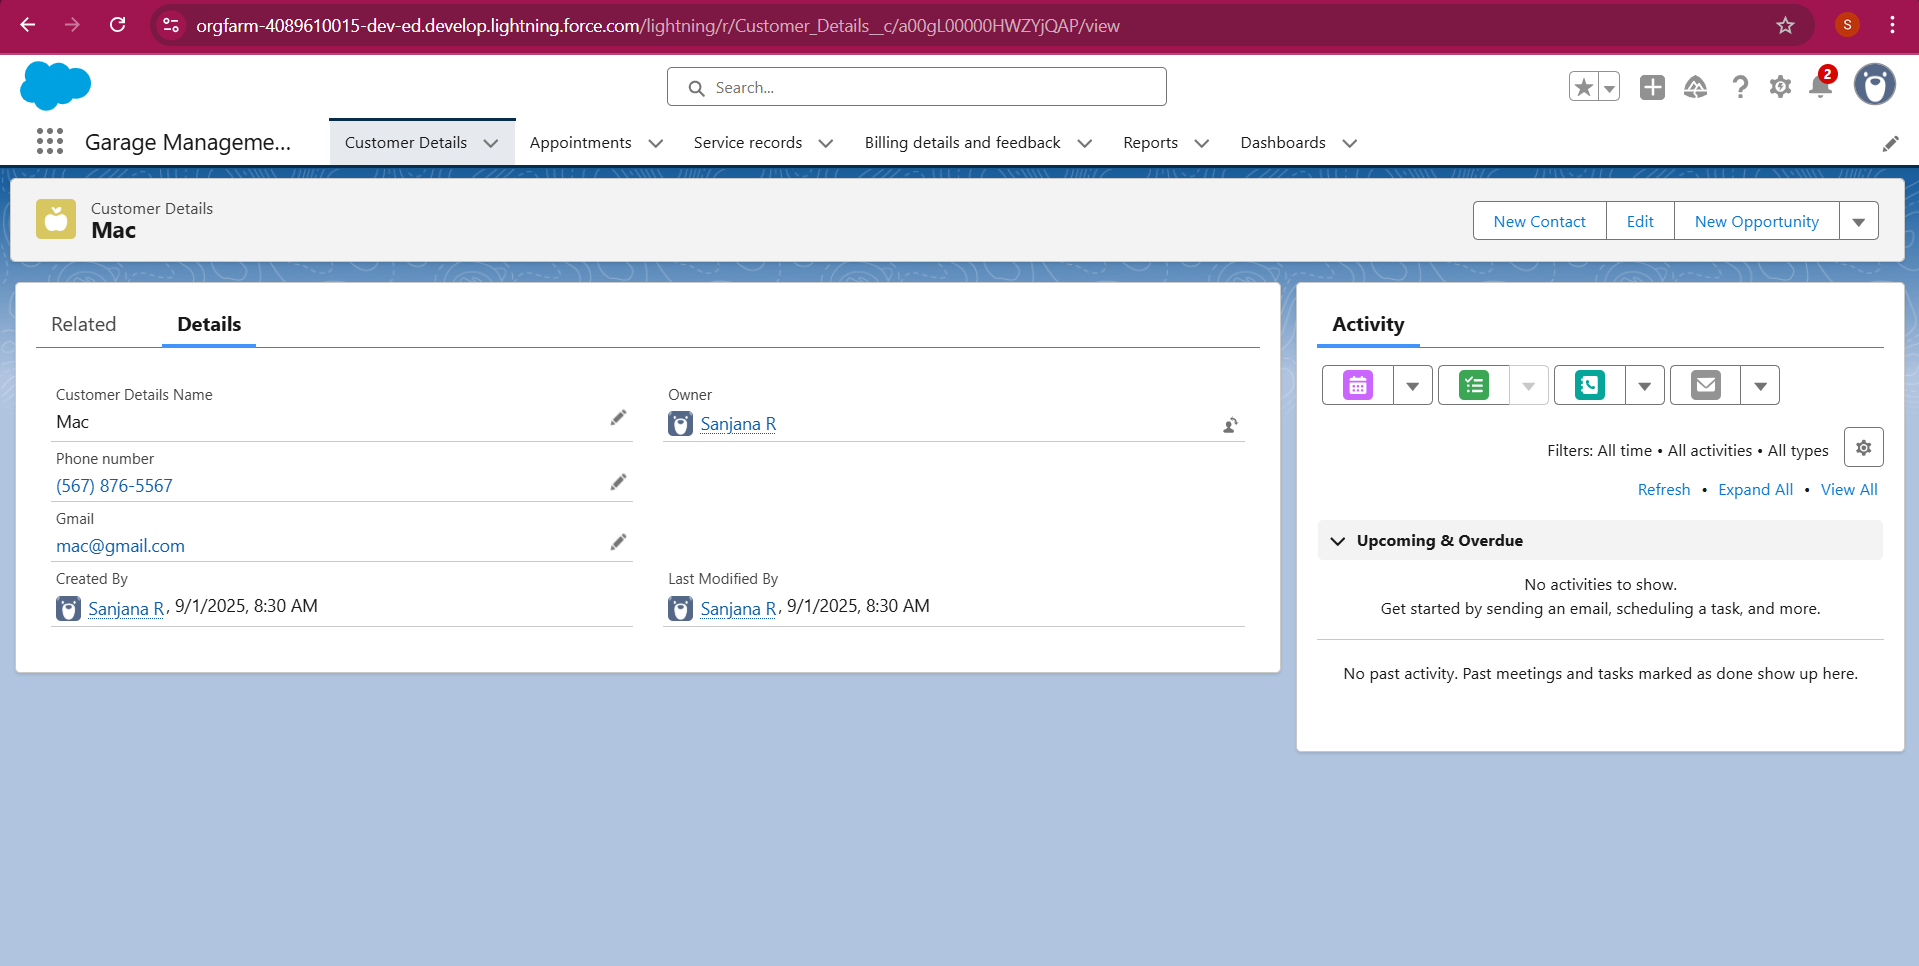 orgfarm-4089610015-dev-ed.develop.lightning.force.com/lightning/r/Customer_Details__c/a00gL00000HWZYjQAP/view
S
Search...
2
Garage Manageme...
Customer Details
Appointments
Service records
Billing details and feedback
Reports
Dashboards
Customer Details
Mac
New Contact
Edit
New Opportunity
Related
Details
Customer Details Name
Mac
Owner
Sanjana R
Phone number
(567) 876-5567
Gmail
mac@gmail.com
Created By
Sanjana R, 9/1/2025, 8:30 AM
Last Modified By
Sanjana R, 9/1/2025, 8:30 AM
Activity
Filters: All time • All activities • All types
Refresh • Expand All • View All
Upcoming & Overdue
No activities to show.
Get started by sending an email, scheduling a task, and more.
No past activity. Past meetings and tasks marked as done show up here.